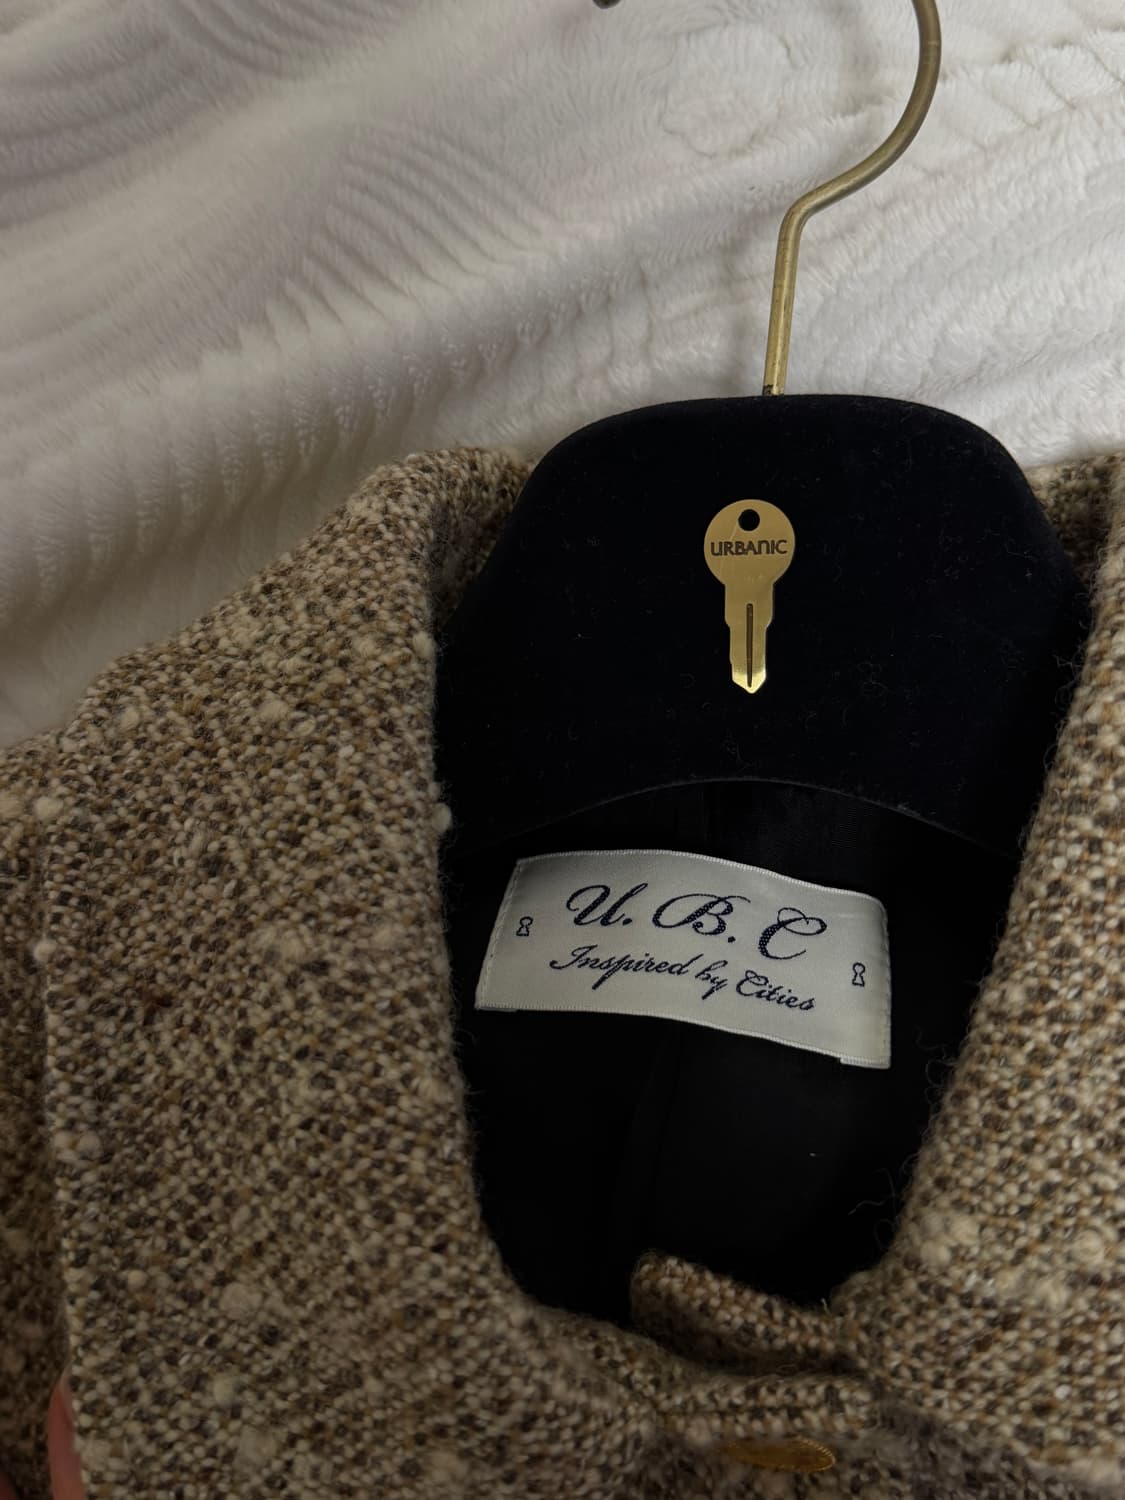 URBANIC
U. B. C
Inspired by Cities